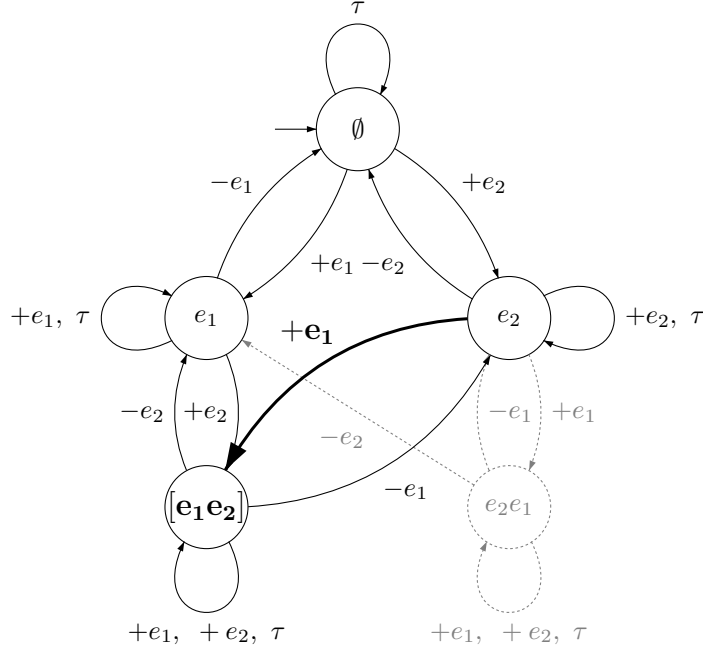 τ
∅
−e₁
+e₂
+e₁ −e₂
+e₁, τ
e₁
e₂
+e₂, τ
+𝐞₁
−e₂
+e₂
−e₁
+e₁
−e₂
−e₁
[𝐞₁𝐞₂]
e₂e₁
+e₁, +e₂, τ
+e₁, +e₂, τ